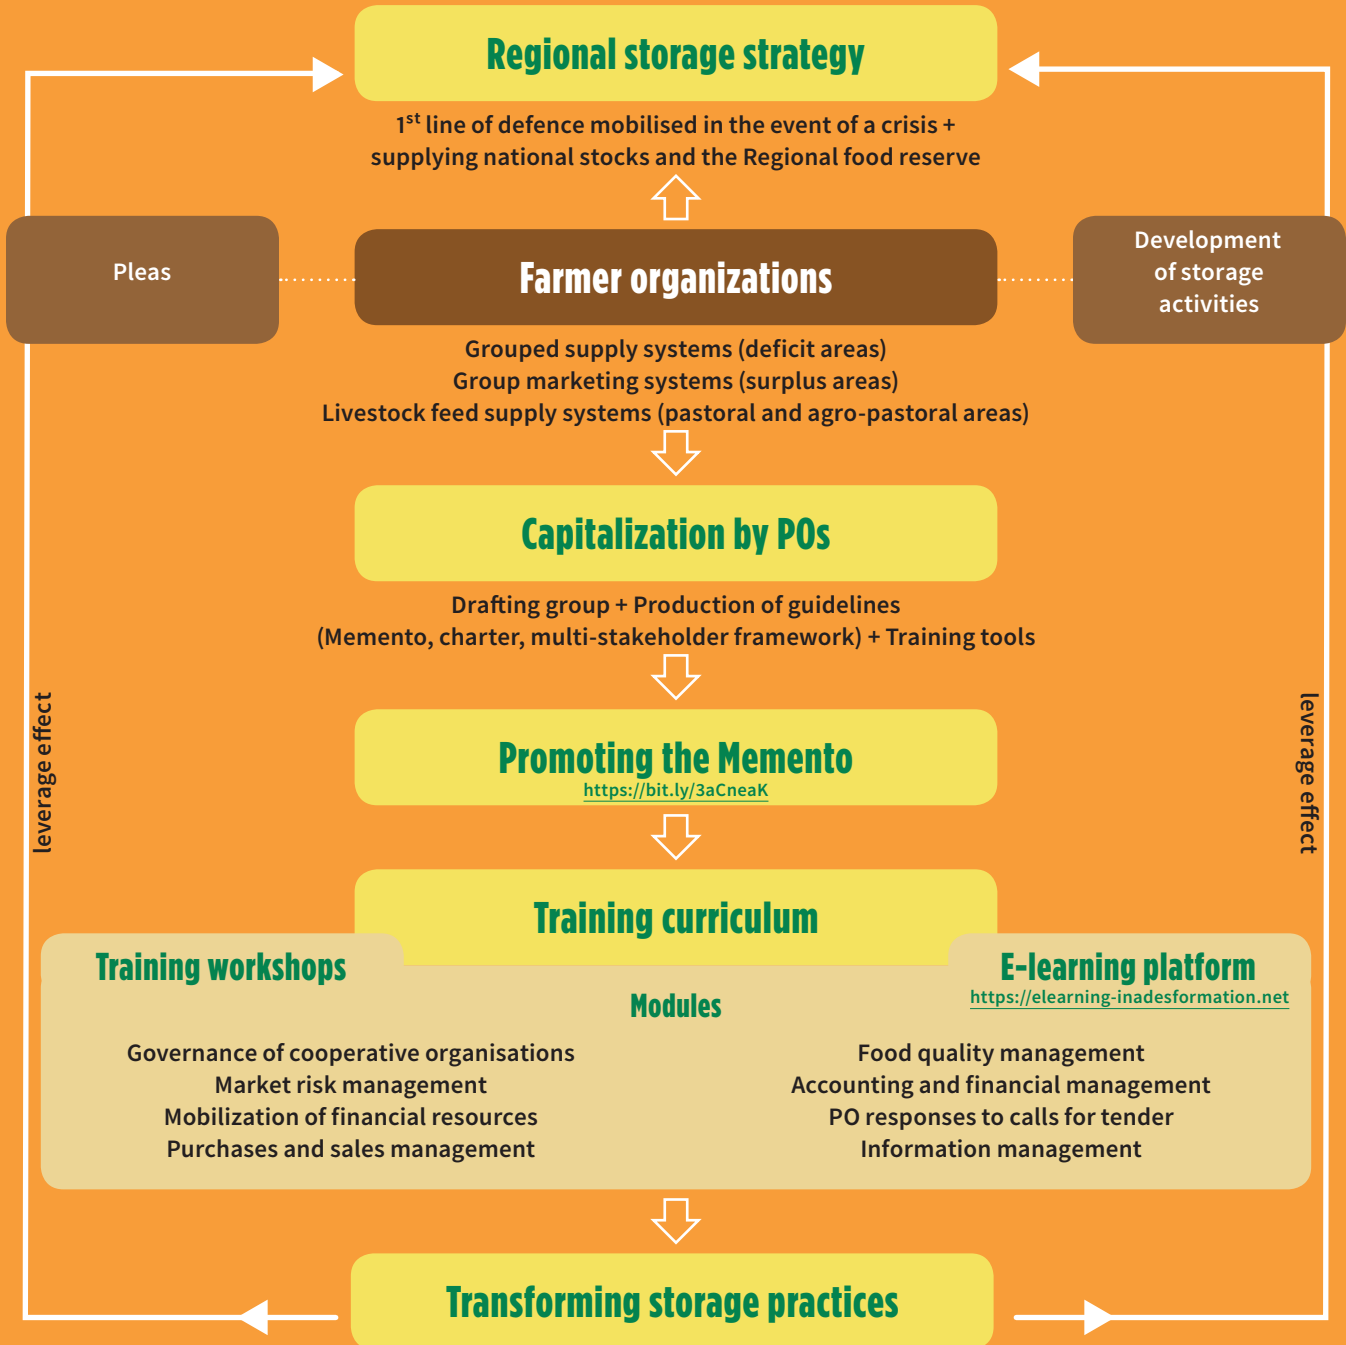 Regional storage strategy
1st line of defence mobilised in the event of a crisis +
supplying national stocks and the Regional food reserve
Pleas
Farmer organizations
Development
of storage
activities
Grouped supply systems (deficit areas)
Group marketing systems (surplus areas)
Livestock feed supply systems (pastoral and agro-pastoral areas)
Capitalization by POs
Drafting group + Production of guidelines
(Memento, charter, multi-stakeholder framework) + Training tools
leverage effect
leverage effect
Promoting the Memento
https://bit.ly/3aCneaK
Training curriculum
Training workshops
E-learning platform
https://elearning-inadesformation.net
Modules
Governance of cooperative organisations
Market risk management
Mobilization of financial resources
Purchases and sales management
Food quality management
Accounting and financial management
PO responses to calls for tender
Information management
Transforming storage practices